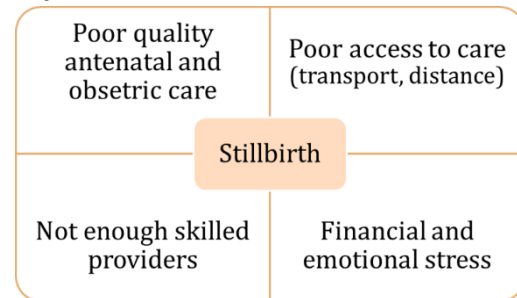 Poor quality
antenatal and
obsetric care
Poor access to care
(transport, distance)
Stillbirth
Not enough skilled
providers
Financial and
emotional stress